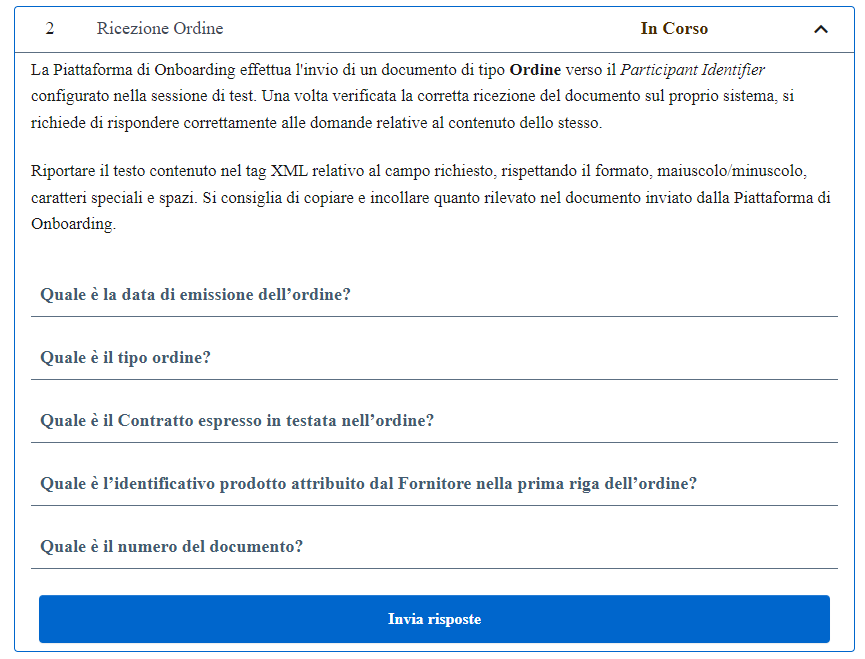 2 Ricezione Ordine In Corso
La Piattaforma di Onboarding effettua l'invio di un documento di tipo Ordine verso il Participant Identifier
configurato nella sessione di test. Una volta verificata la corretta ricezione del documento sul proprio sistema, si
richiede di rispondere correttamente alle domande relative al contenuto dello stesso.
Riportare il testo contenuto nel tag XML relativo al campo richiesto, rispettando il formato, maiuscolo/minuscolo,
caratteri speciali e spazi. Si consiglia di copiare e incollare quanto rilevato nel documento inviato dalla Piattaforma di
Onboarding.
Quale è la data di emissione dell’ordine?
Quale è il tipo ordine?
Quale è il Contratto espresso in testata nell’ordine?
Quale è l’identificativo prodotto attribuito dal Fornitore nella prima riga dell’ordine?
Quale è il numero del documento?
Invia risposte